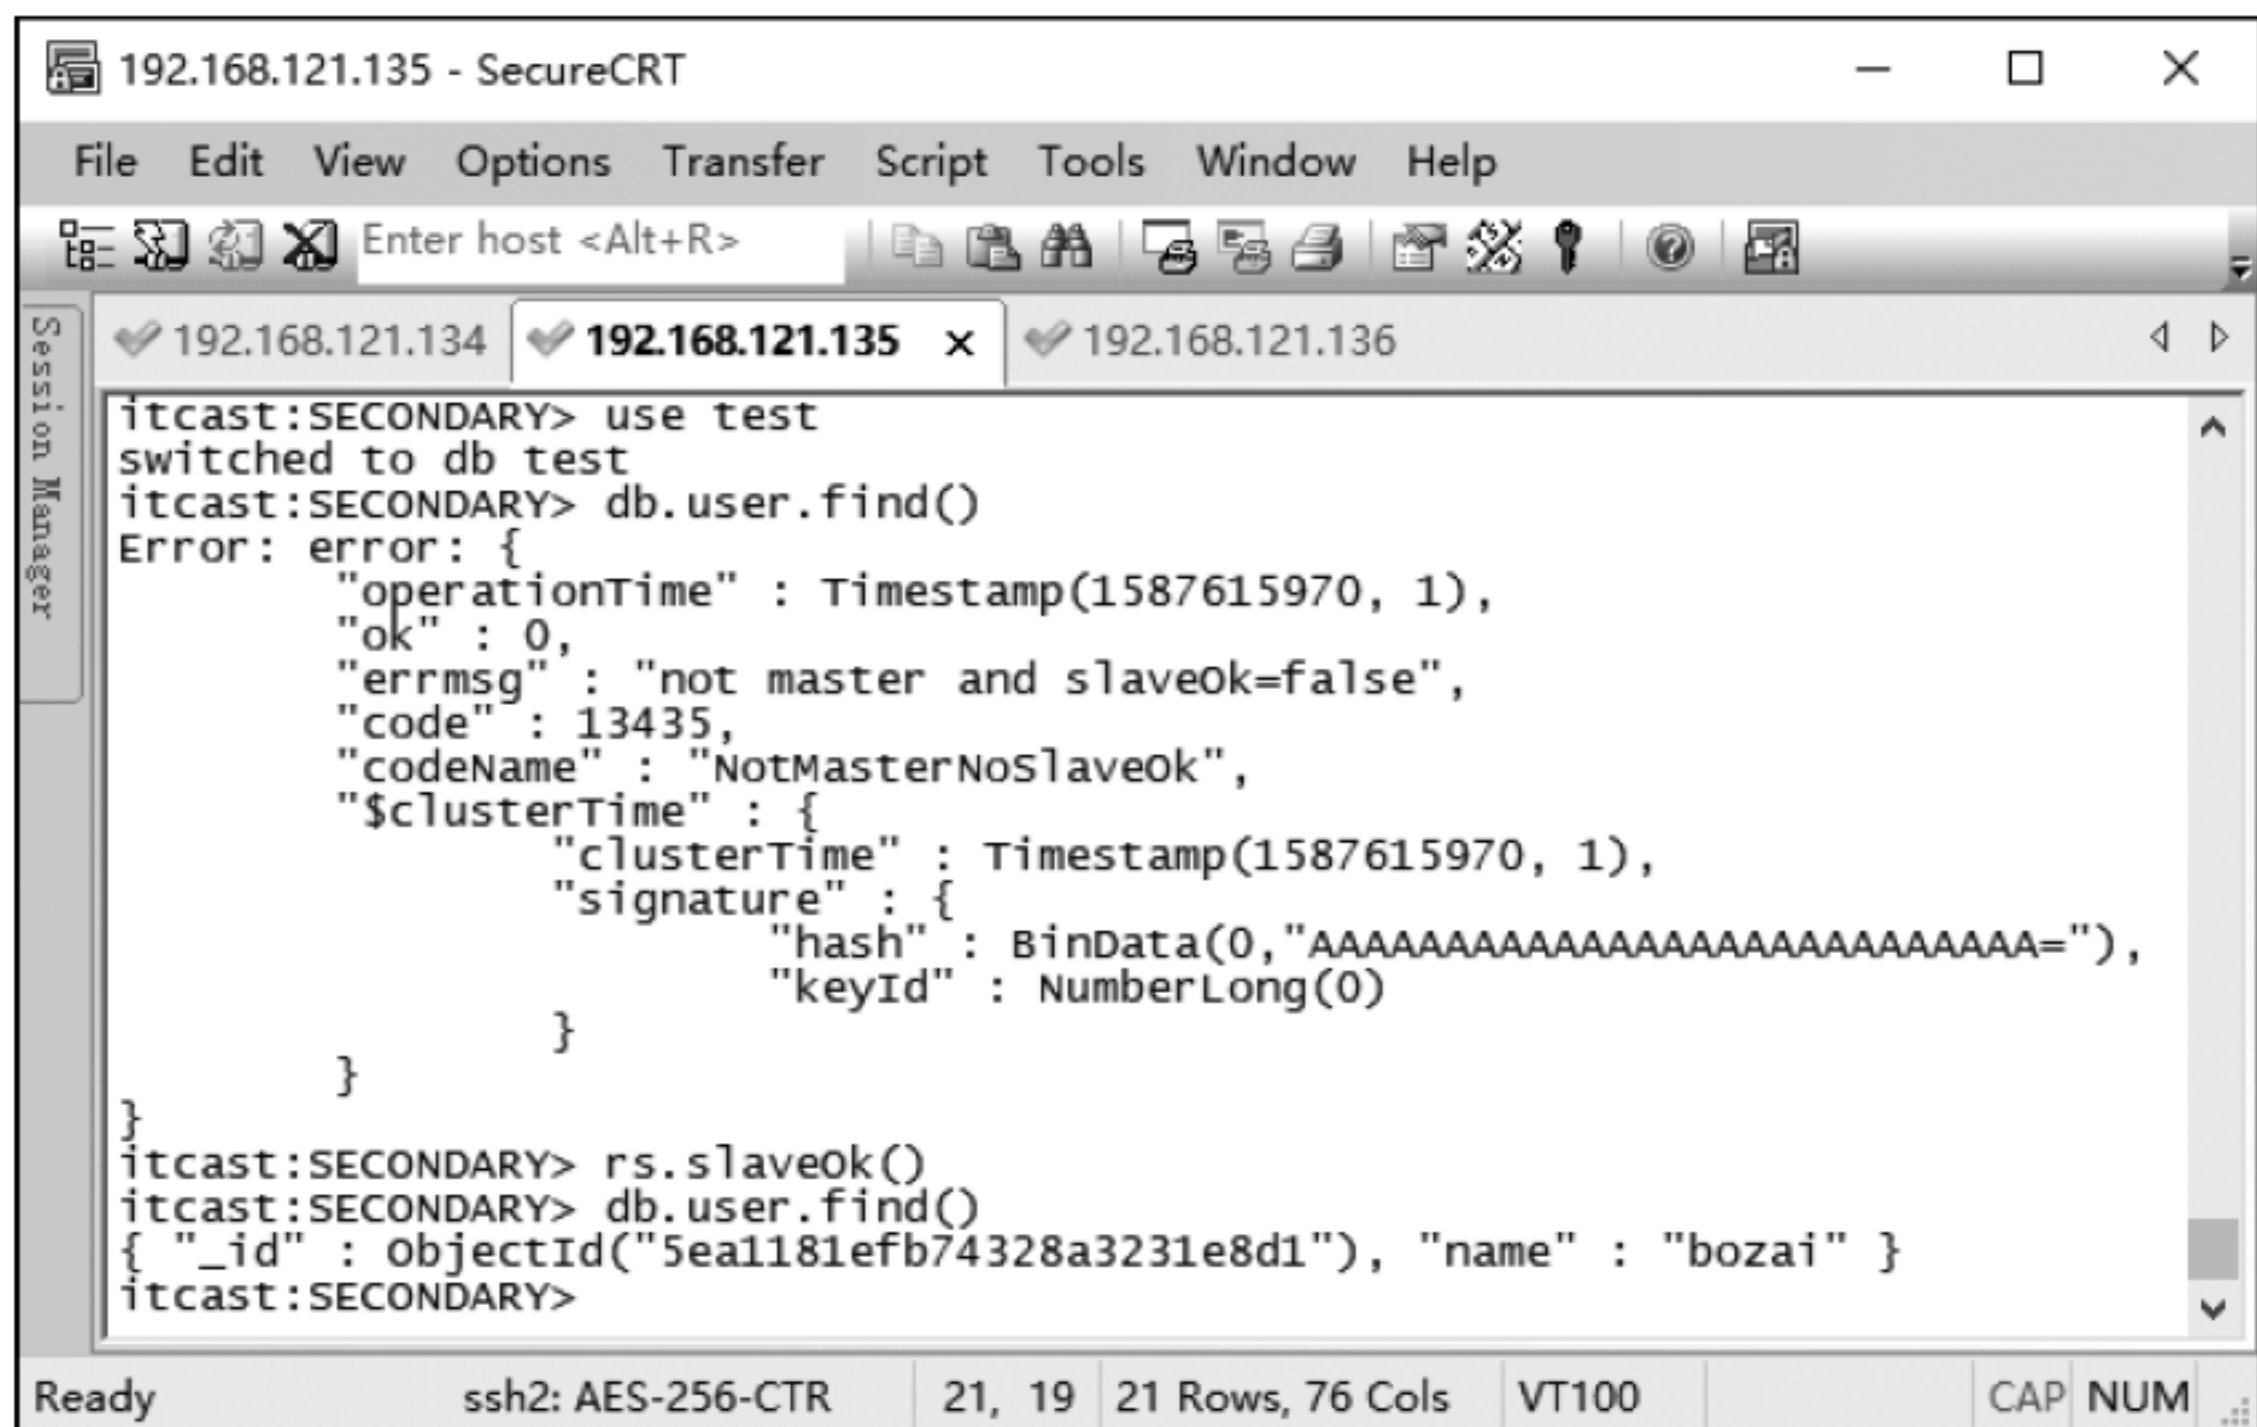 192.168.121.135 - SecureCRT
File Edit View Options Transfer Script Tools Window Help
Enter host <Alt+R>
Session Manager
192.168.121.134 192.168.121.135 x 192.168.121.136
itcast:SECONDARY> use test
switched to db test
itcast:SECONDARY> db.user.find()
Error: error: {
"operationTime" : Timestamp(1587615970, 1),
"ok" : 0,
"errmsg" : "not master and slaveOk=false",
"code" : 13435,
"codeName" : "NotMasterNoSlaveOk",
"$clusterTime" : {
"clusterTime" : Timestamp(1587615970, 1),
"signature" : {
"hash" : BinData(0,"AAAAAAAAAAAAAAAAAAAAAAAAAAA="),
"keyId" : NumberLong(0)
}
}
}
itcast:SECONDARY> rs.slaveOk()
itcast:SECONDARY> db.user.find()
{ "_id" : ObjectId("5ea1181efb74328a3231e8d1"), "name" : "bozai" }
itcast:SECONDARY>
Ready ssh2: AES-256-CTR 21, 19 21 Rows, 76 Cols VT100 CAP NUM